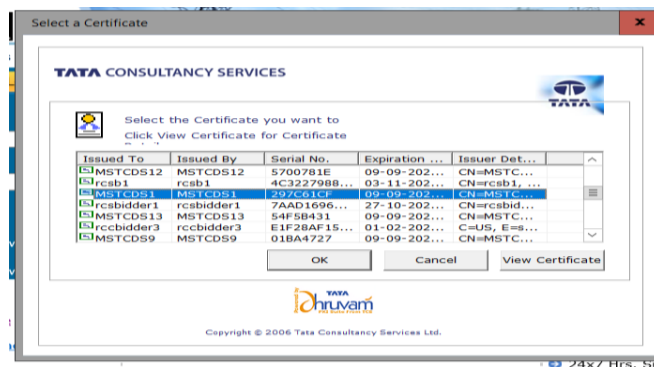 Select a Certificate
x
TATA CONSULTANCY SERVICES
TATA
Select the Certificate you want to
Click View Certificate for Certificate
Issued To Issued By Serial No. Expiration ... Issuer Det...
MSTCDS12 MSTCDS12 5700781E 09-09-202... CN=MSTC...
rcsb1 rcsb1 4C3227988... 03-11-202... CN=rcsb1, ...
MSTCDS1 MSTCDS1 297C61CF 09-09-202... CN=MSTC...
rcsbidder1 rcsbidder1 7AAD1696... 27-10-202... CN=rcsbid...
MSTCDS13 MSTCDS13 54F5B431 09-09-202... CN=MSTC...
rccbidder3 rccbidder3 E1F28AF15... 01-02-202... C=US, E=s...
MSTCDS9 MSTCDS9 01BA4727 09-09-202... CN=MSTC...
OK Cancel View Certificate
TATA
Dhruvam
Copyright © 2006 Tata Consultancy Services Ltd.
24x7 Hrs.